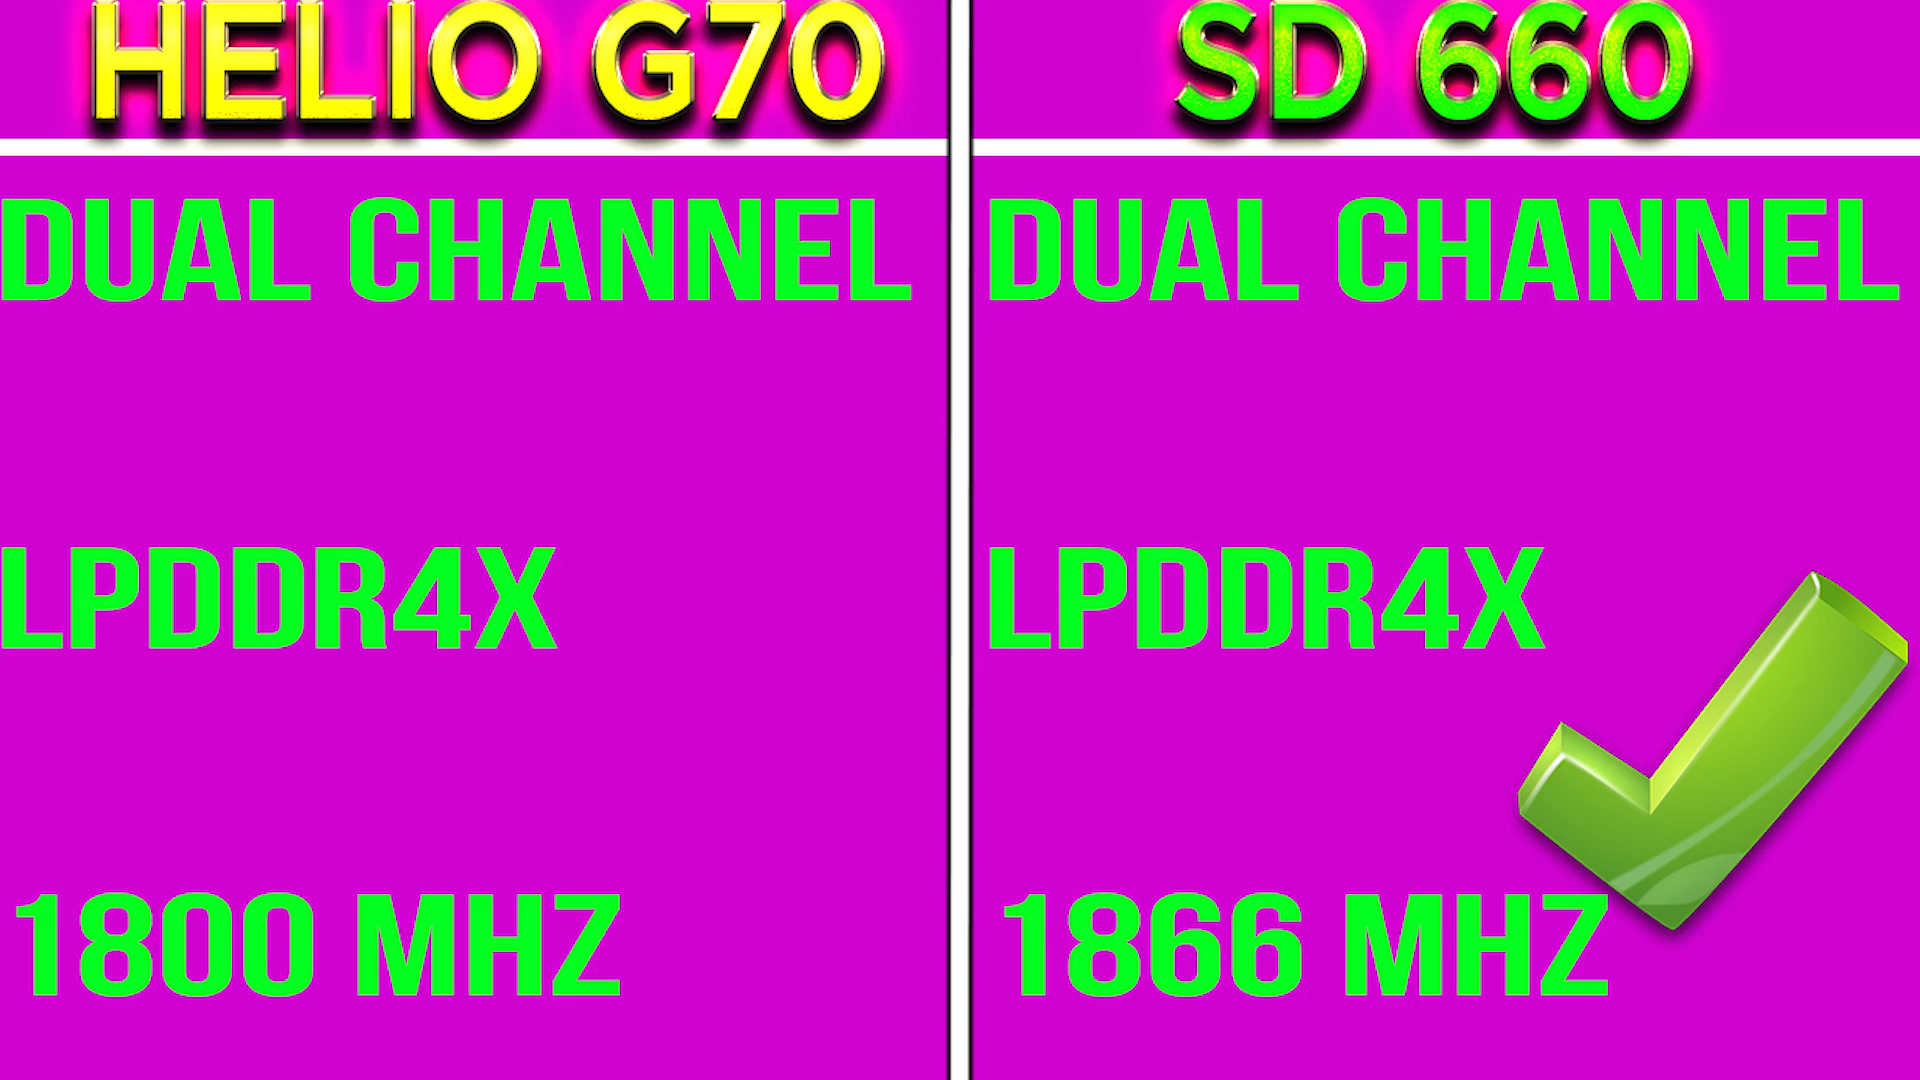 HELIO G70
SD 660
DUAL CHANNEL
DUAL CHANNEL
LPDDR4X
LPDDR4X
1800 MHZ
1866 MHZ